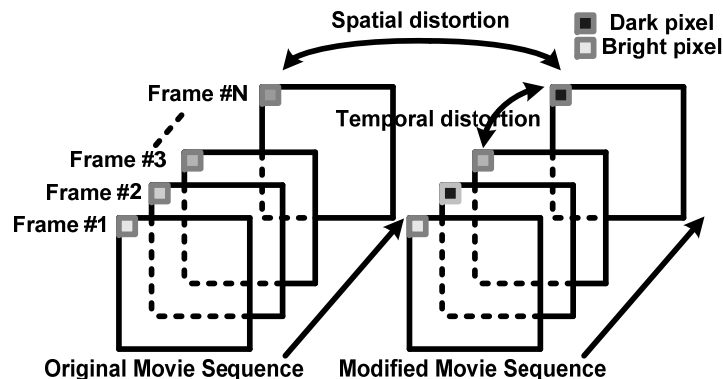 Spatial distortion
Dark pixel
Bright pixel
Frame #N
Temporal distortion
Frame #3
Frame #2
Frame #1
Original Movie Sequence
Modified Movie Sequence